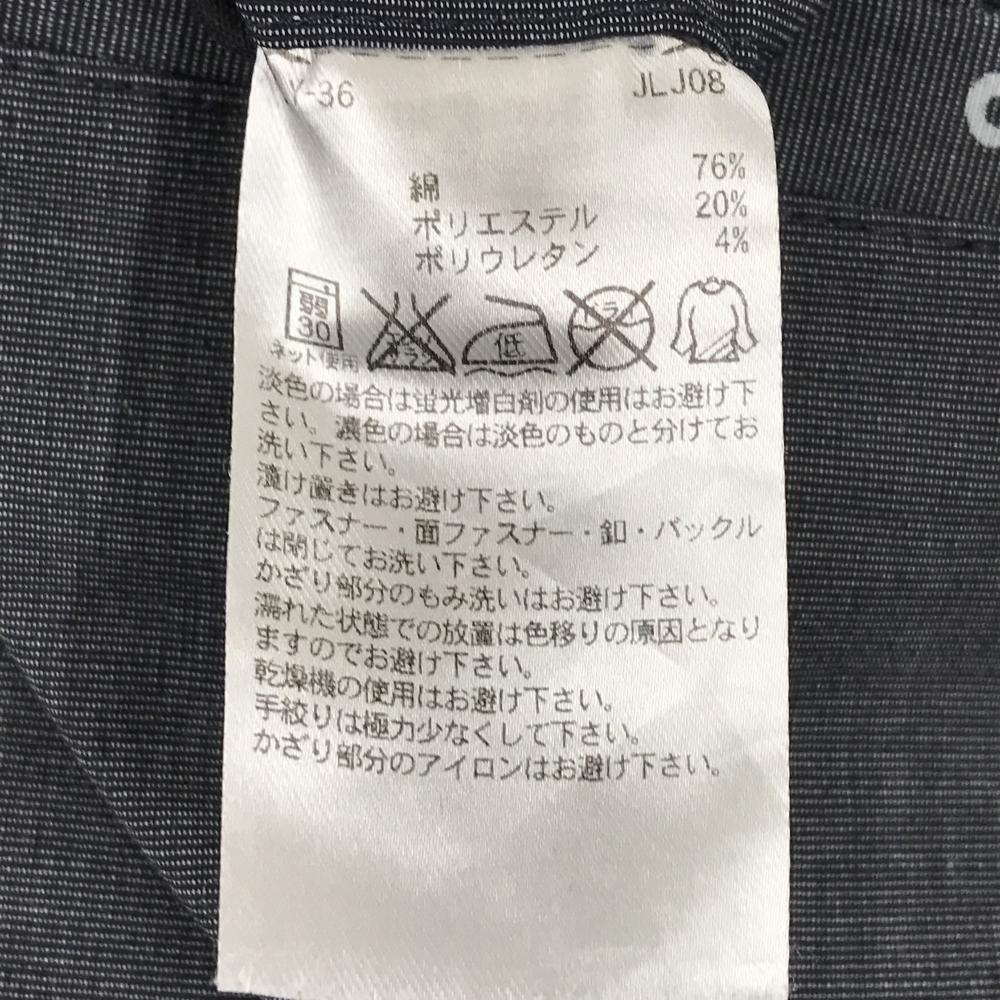 Y-36 JLJ08
綿 76%
ポリエステル 20%
ポリウレタン 4%
弱
30
ネット使用
低
淡色の場合は蛍光増白剤の使用はお避け下
さい。濃色の場合は淡色のものと分けてお
洗い下さい。
漬け置きはお避け下さい。
ファスナー・面ファスナー・釦・バックル
は閉じてお洗い下さい。
かざり部分のもみ洗いはお避け下さい。
濡れた状態での放置は色移りの原因となり
ますのでお避け下さい。
乾燥機の使用はお避け下さい。
手絞りは極力少なくして下さい。
かざり部分のアイロンはお避け下さい。